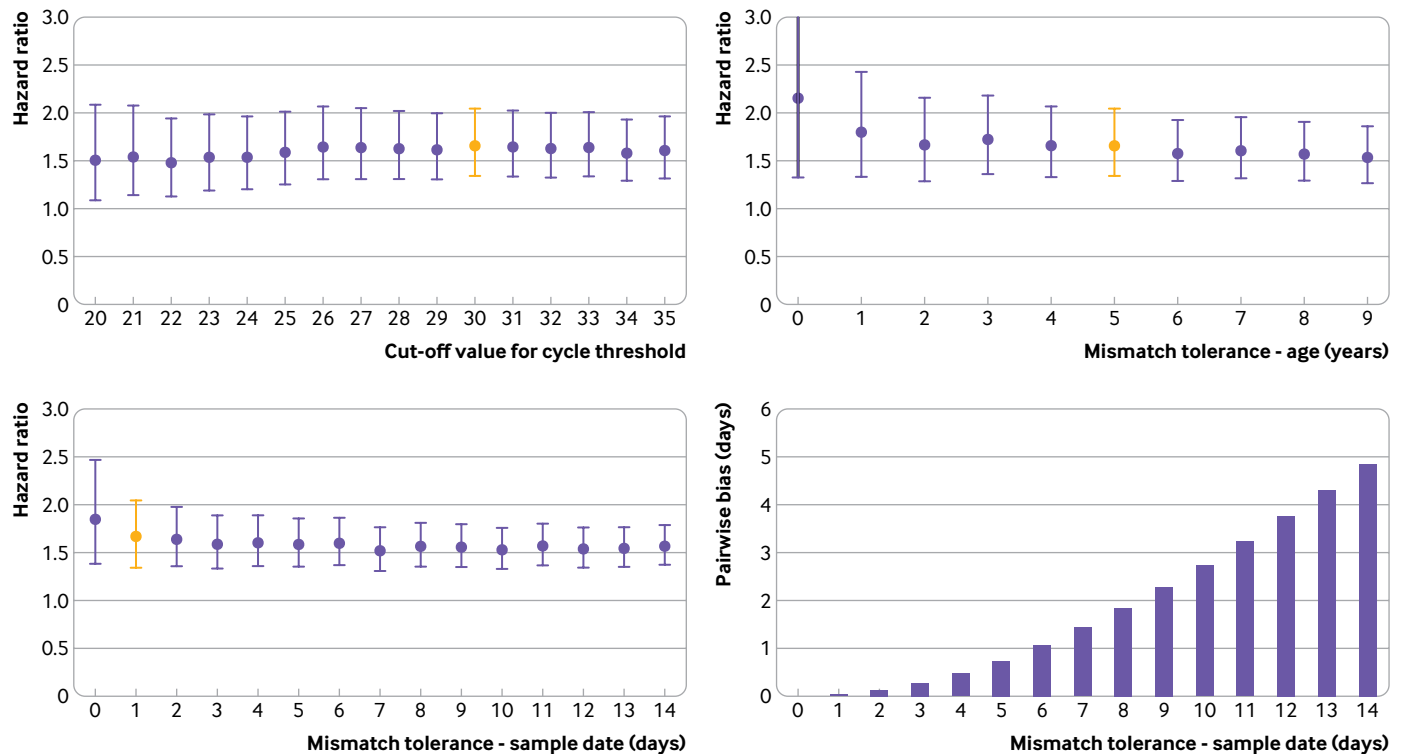 Hazard ratio
3.0
2.5
2.0
1.5
1.0
0.5
0
20 21 22 23 24 25 26 27 28 29 30 31 32 33 34 35
Cut-off value for cycle threshold
Hazard ratio
3.0
2.5
2.0
1.5
1.0
0.5
0
0 1 2 3 4 5 6 7 8 9
Mismatch tolerance - age (years)
Hazard ratio
3.0
2.5
2.0
1.5
1.0
0.5
0
0 1 2 3 4 5 6 7 8 9 10 11 12 13 14
Mismatch tolerance - sample date (days)
Pairwise bias (days)
6
5
4
3
2
1
0
0 1 2 3 4 5 6 7 8 9 10 11 12 13 14
Mismatch tolerance - sample date (days)